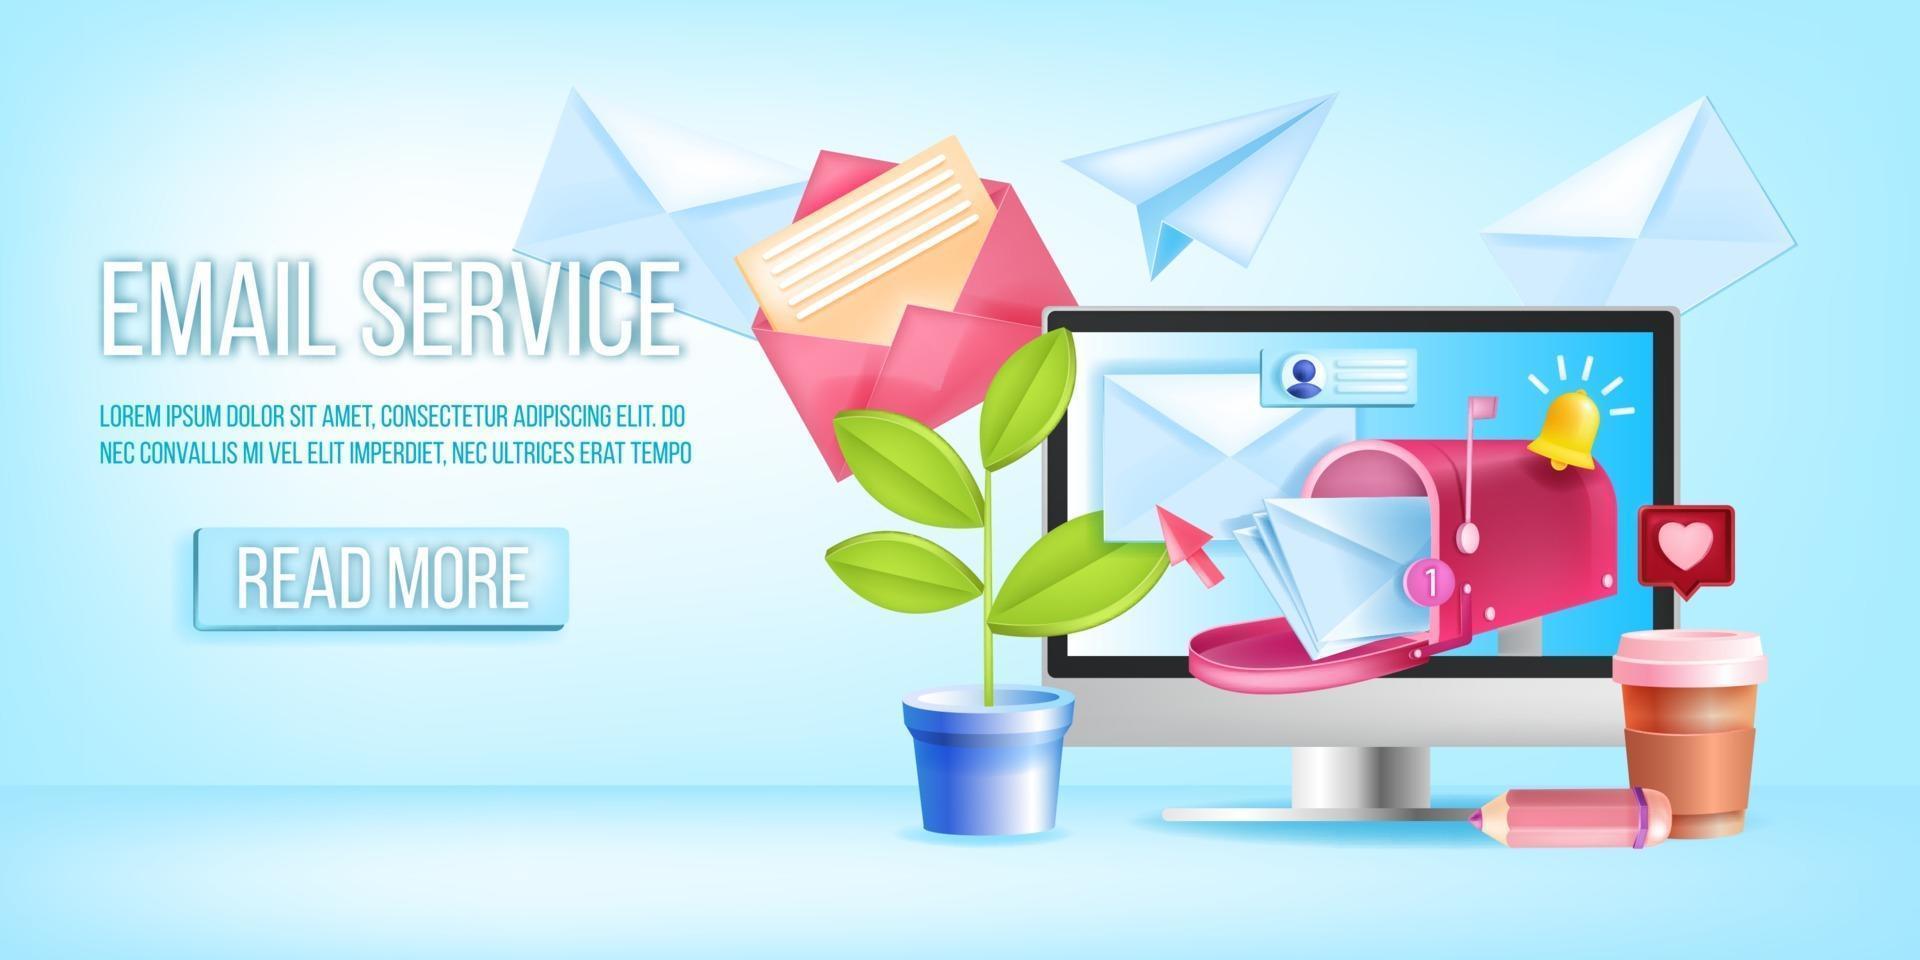 EMAIL SERVICE
LOREM IPSUM DOLOR SIT AMET, CONSECTETUR ADIPISCING ELIT. DO
NEC CONVALLIS MI VEL ELIT IMPERDIET, NEC ULTRICES ERAT TEMPO
READ MORE
1